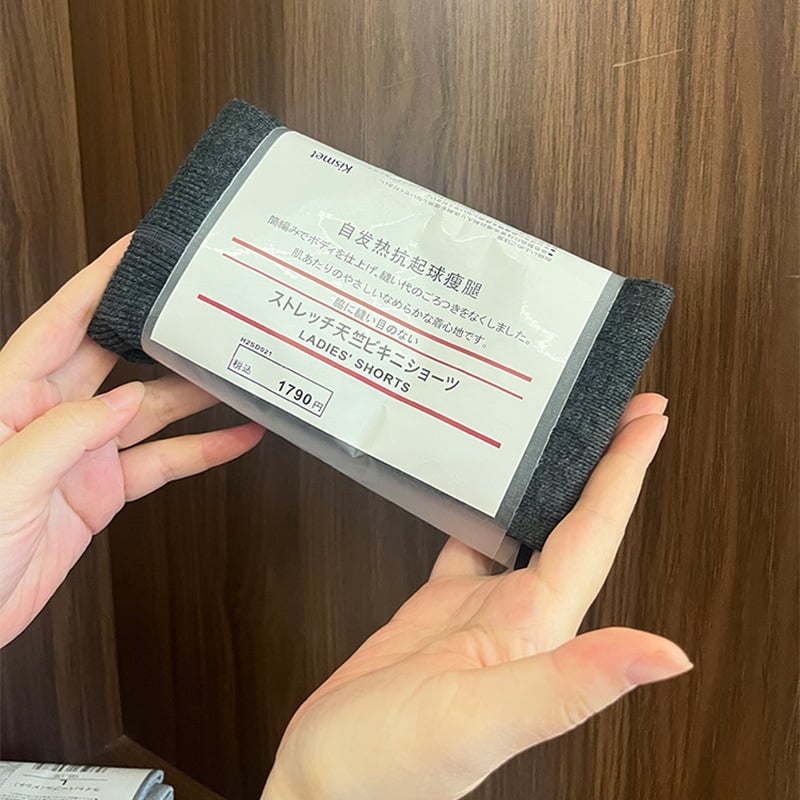 Kismet
自发热抗起球瘦腿
筒編みでボディを仕上げ、縫い代のごろつきをなくしました。
肌あたりのやさしいなめらかな着心地です。
脇に縫い目のない
ストレッチ天竺ビキニショーツ
LADIES' SHORTS
H2SD021
税込 1790円
L